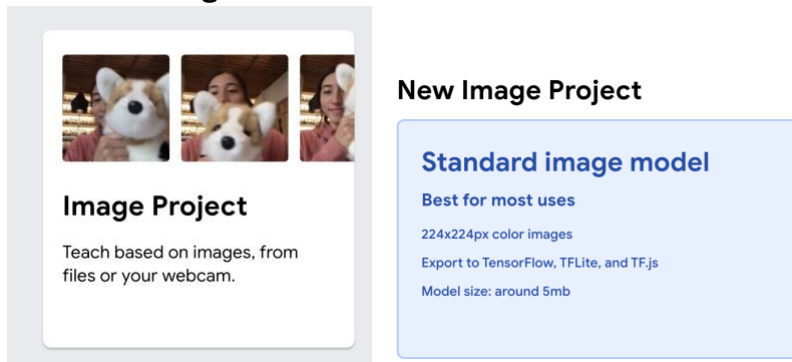 Image Project
Teach based on images, from
files or your webcam.
New Image Project
Standard image model
Best for most uses
224x224px color images
Export to TensorFlow, TFLite, and TF.js
Model size: around 5mb